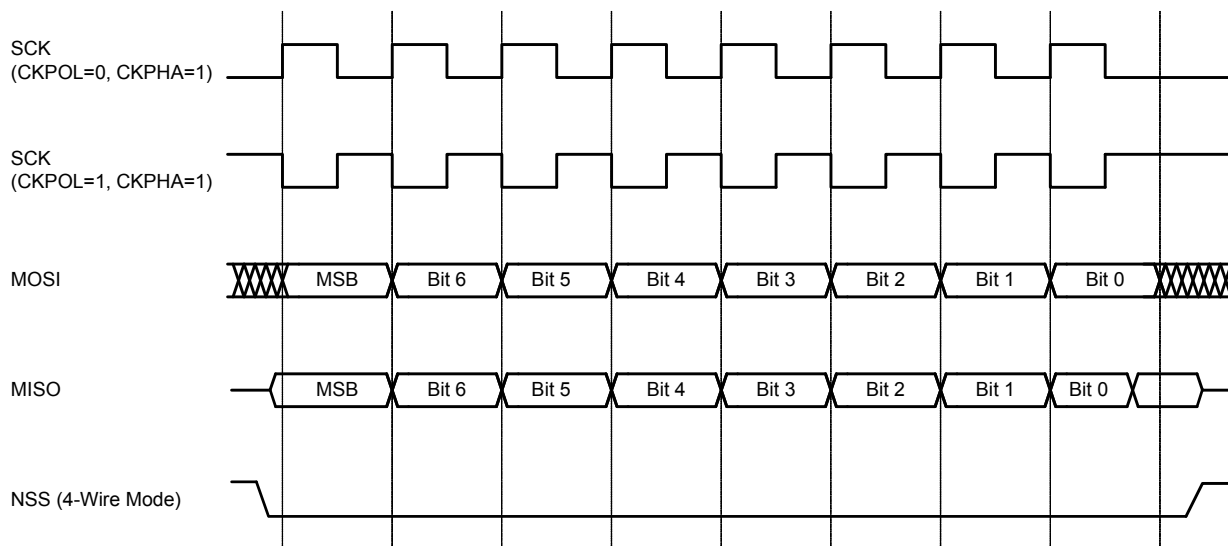 SCK
(CKPOL=0, CKPHA=1)
SCK
(CKPOL=1, CKPHA=1)
MOSI
MSB
Bit 6
Bit 5
Bit 4
Bit 3
Bit 2
Bit 1
Bit 0
MISO
MSB
Bit 6
Bit 5
Bit 4
Bit 3
Bit 2
Bit 1
Bit 0
NSS (4-Wire Mode)